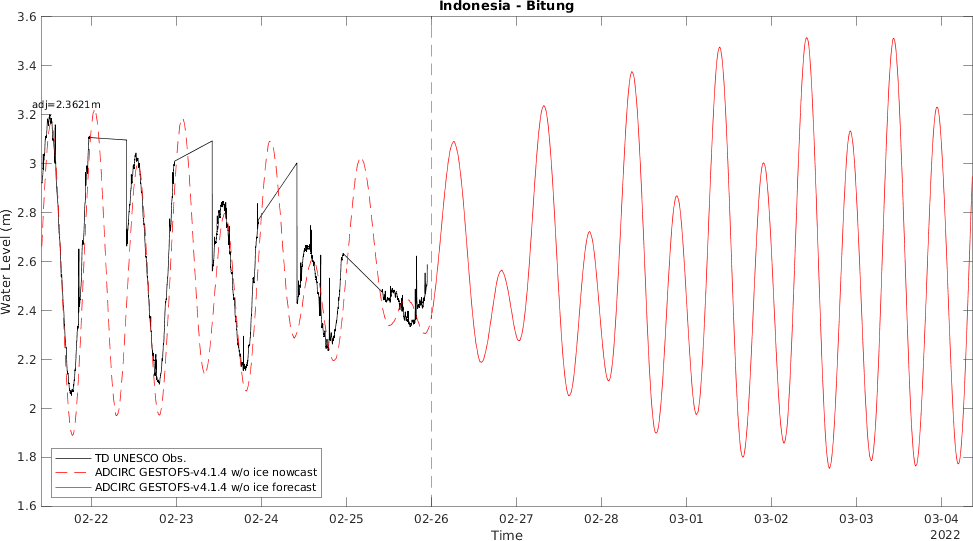 Indonesia - Bitung
3.6
3.4
adj=2.3621m
3.2
3
2.8
2.6
2.4
2.2
2
1.8
1.6
Water Level (m)
TD UNESCO Obs.
ADCIRC GESTOFS-v4.1.4 w/o ice nowcast
ADCIRC GESTOFS-v4.1.4 w/o ice forecast
02-22 02-23 02-24 02-25 02-26 02-27 02-28 03-01 03-02 03-03 03-04
Time 2022